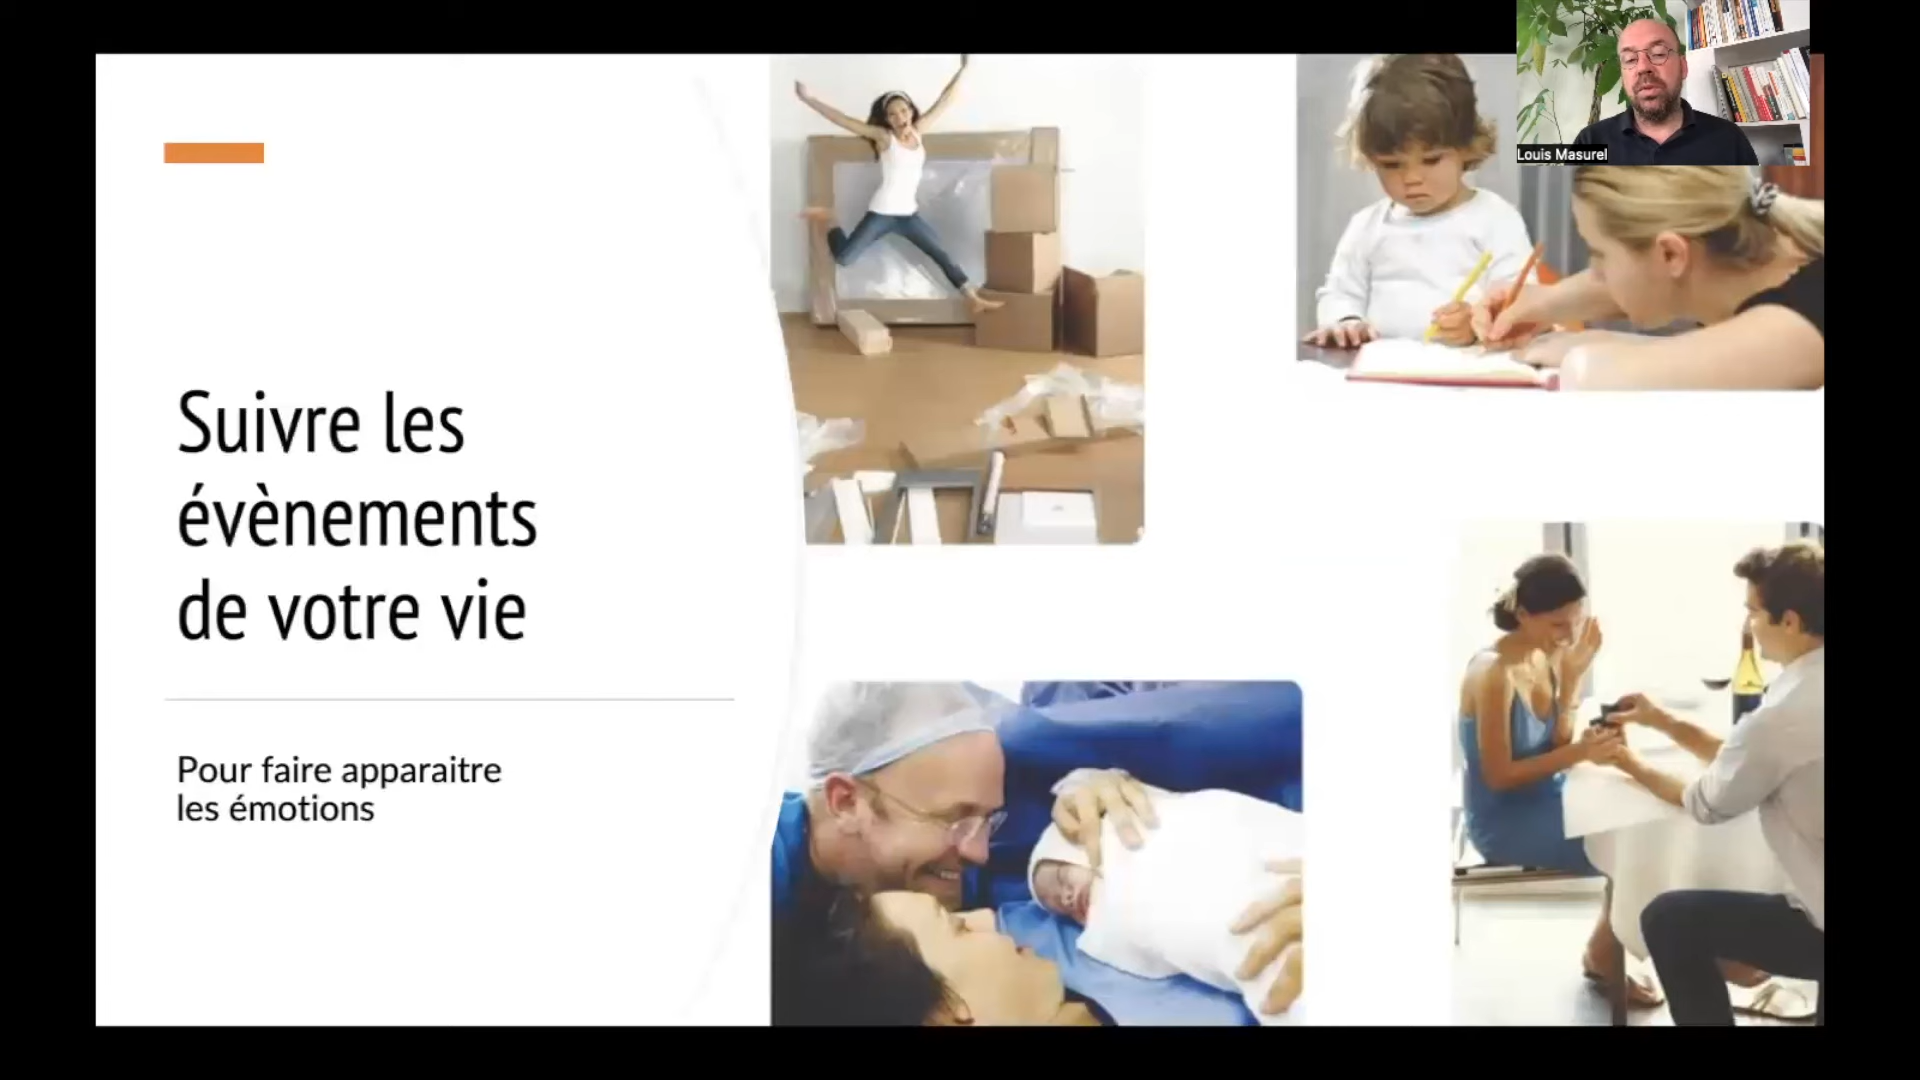 Louis Masurel
Suivre les
évènements
de votre vie
Pour faire apparaitre
les émotions